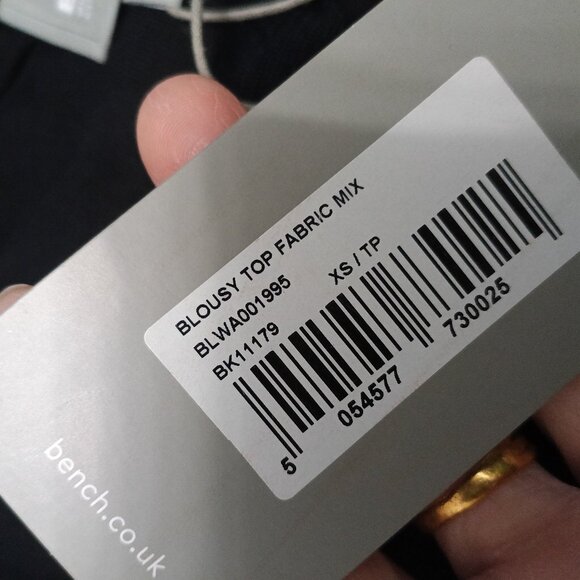 BLOUSY TOP FABRIC MIX
BLWA001995
BK11179
XS / TP
5 054577 730025
bench.co.uk